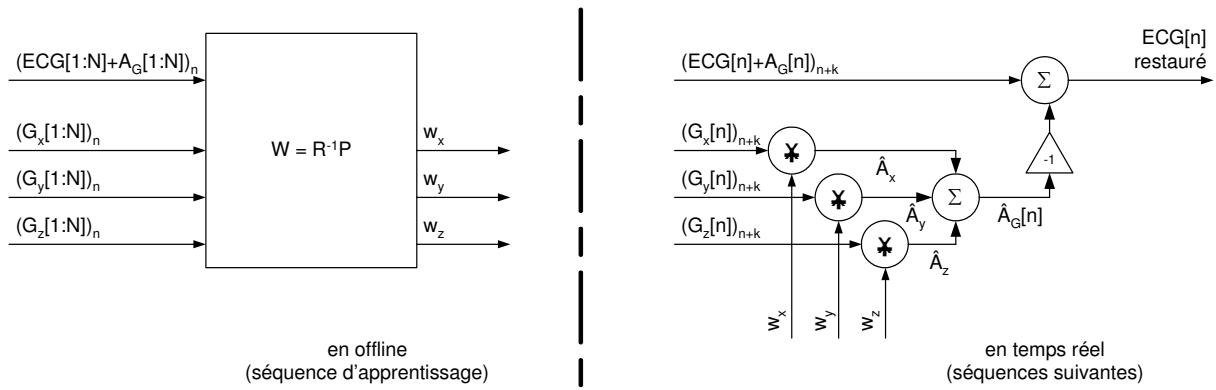 (ECG[1:N]+A_G[1:N])_n
(G_x[1:N])_n
(G_y[1:N])_n
(G_z[1:N])_n
W = R⁻¹P
w_x
w_y
w_z
en offline
(séquence d'apprentissage)
(ECG[n]+A_G[n])_n+k
(G_x[n])_n+k
(G_y[n])_n+k
(G_z[n])_n+k
Â_x
Â_y
Â_z
Σ
Â_G[n]
-1
Σ
ECG[n]
restauré
w_x
w_y
w_z
en temps réel
(séquences suivantes)